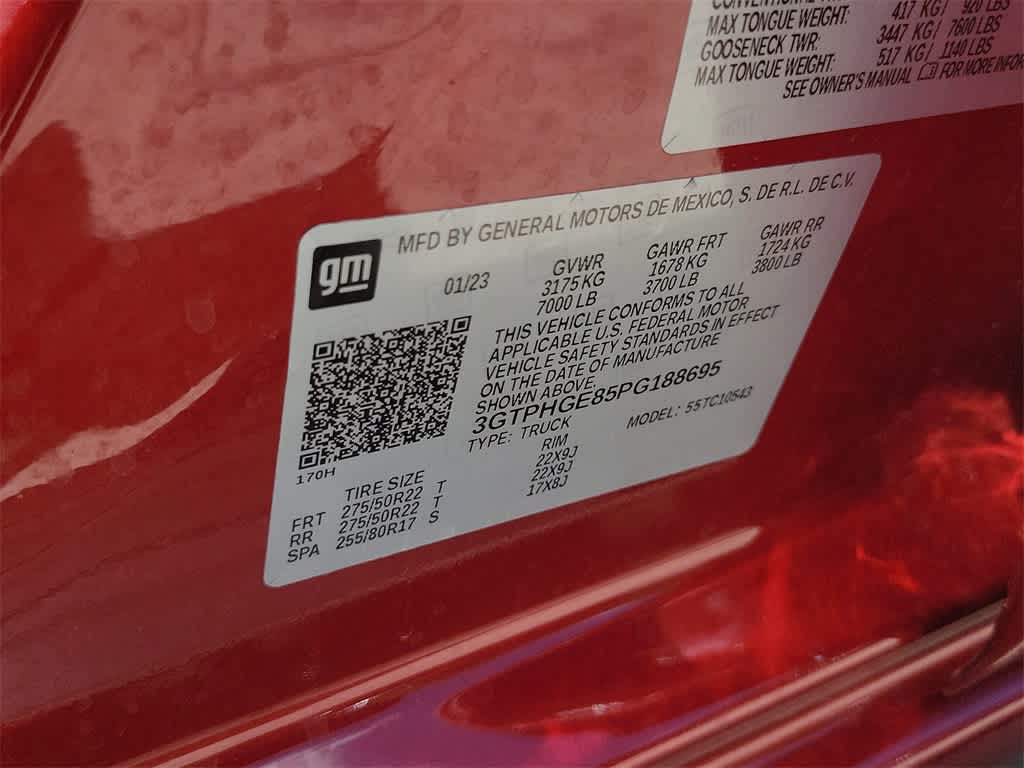 CONVENTIONAL
417 KG/ 920 LBS
MAX TONGUE WEIGHT:
3447 KG/ 7600 LBS
GOOSENECK TWR:
517 KG/ 1140 LBS
MAX TONGUE WEIGHT:
SEE OWNER'S MANUAL FOR MORE INFOR
gm
MFD BY GENERAL MOTORS DE MEXICO, S. DE R.L. DE C.V.
01/23 GVWR GAWR FRT GAWR RR
3175 KG 1678 KG 1724 KG
7000 LB 3700 LB 3800 LB
THIS VEHICLE CONFORMS TO ALL
APPLICABLE U.S. FEDERAL MOTOR
VEHICLE SAFETY STANDARDS IN EFFECT
ON THE DATE OF MANUFACTURE
SHOWN ABOVE.
3GTPHGE85PG188695
TYPE: TRUCK MODEL: 55TC10543
170H
TIRE SIZE RIM
FRT 275/50R22 T 22X9J
RR 275/50R22 T 22X9J
SPA 255/80R17 S 17X8J